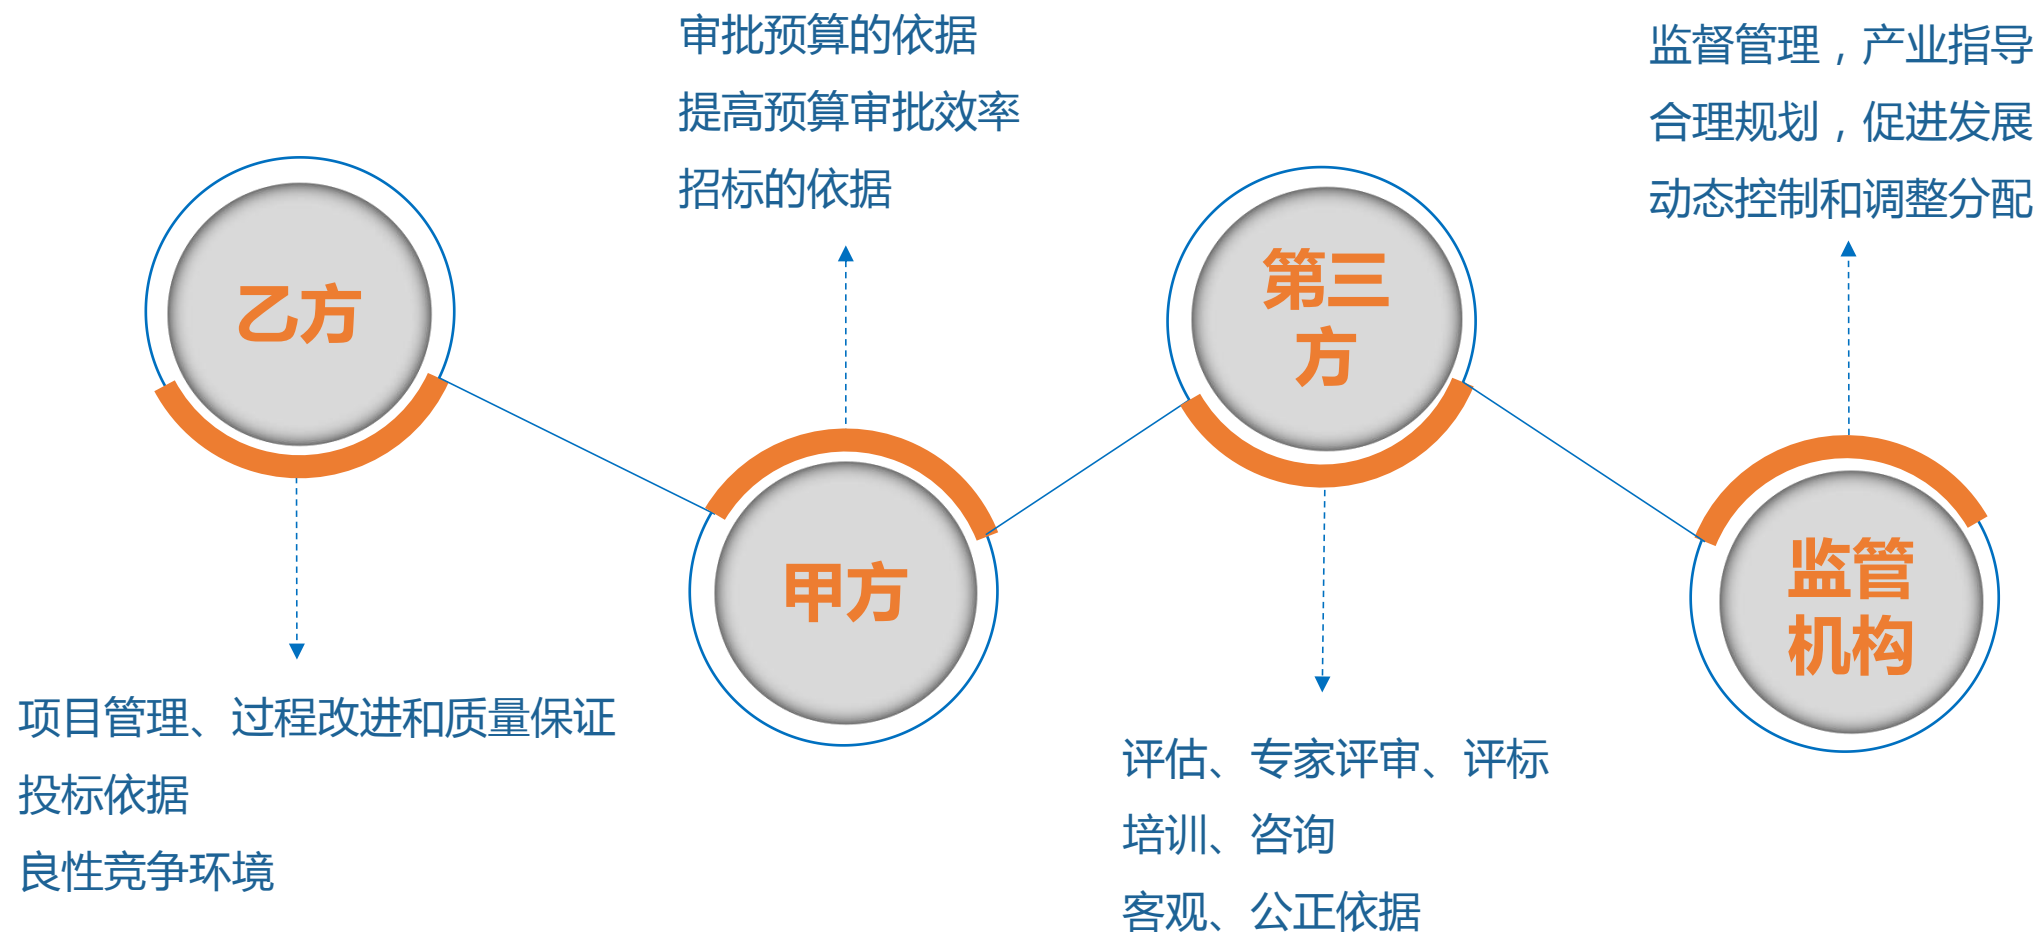 乙方
项目管理、过程改进和质量保证
投标依据
良性竞争环境
审批预算的依据
提高预算审批效率
招标的依据
甲方
第三
方
评估、专家评审、评标
培训、咨询
客观、公正依据
监督管理，产业指导
合理规划，促进发展
动态控制和调整分配
监管
机构